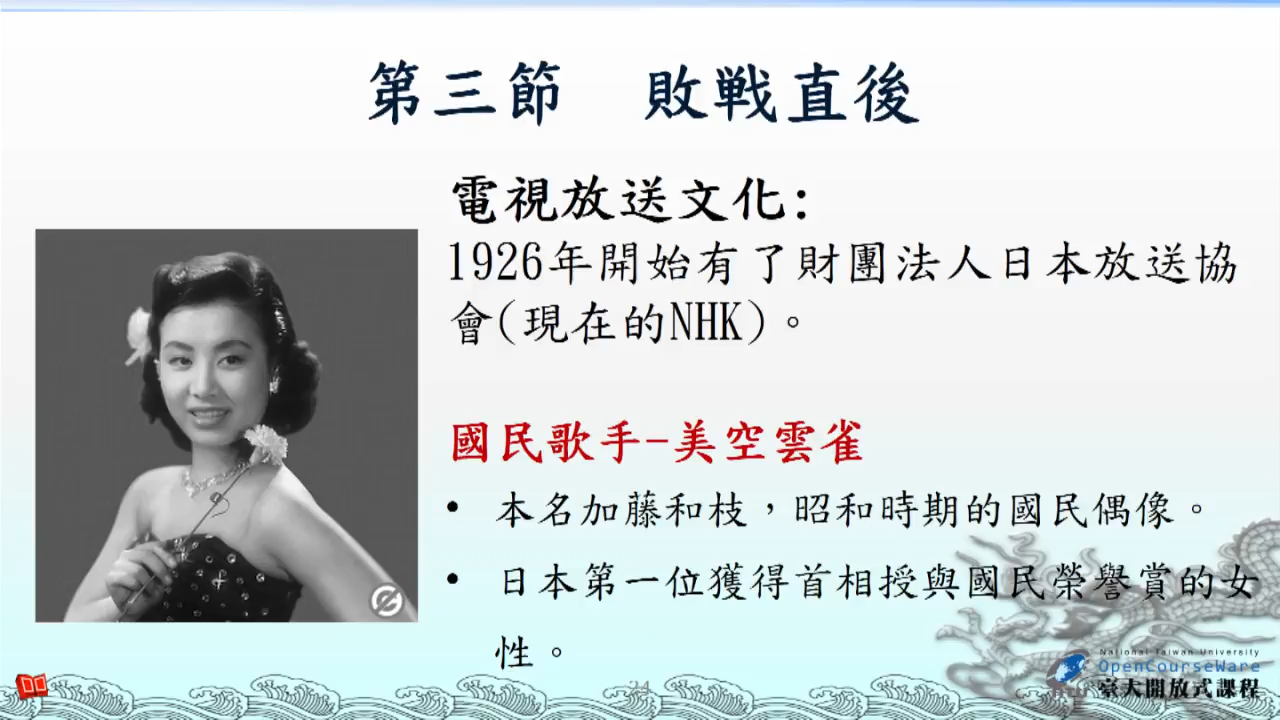 第三節　敗戦直後
電視放送文化:
1926年開始有了財團法人日本放送協
會(現在的NHK)。
國民歌手-美空雲雀
• 本名加藤和枝，昭和時期的國民偶像。
• 日本第一位獲得首相授與國民榮譽賞的女
性。
24
National Taiwan University
OpenCourseWare
臺大開放式課程